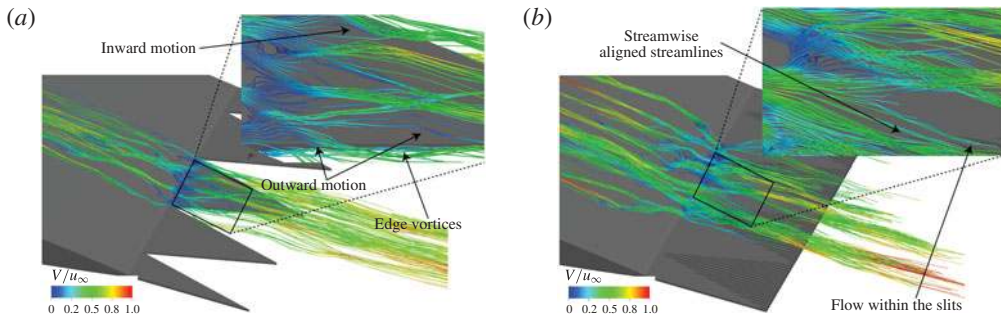 (a)
Inward motion
Outward motion
Edge vortices
V/u∞
0 0.2 0.5 0.8 1.0
(b)
Streamwise
aligned streamlines
Flow within the slits
V/u∞
0 0.2 0.5 0.8 1.0